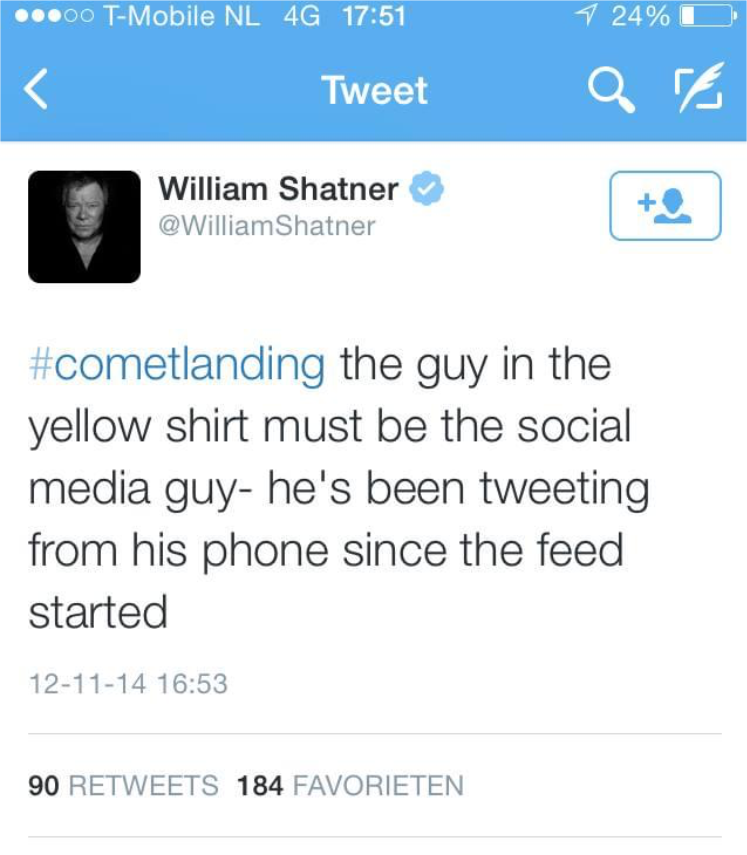 T-Mobile NL 4G 17:51 24%
Tweet
William Shatner
@WilliamShatner
#cometlanding the guy in the
yellow shirt must be the social
media guy- he's been tweeting
from his phone since the feed
started
12-11-14 16:53
90 RETWEETS 184 FAVORIETEN